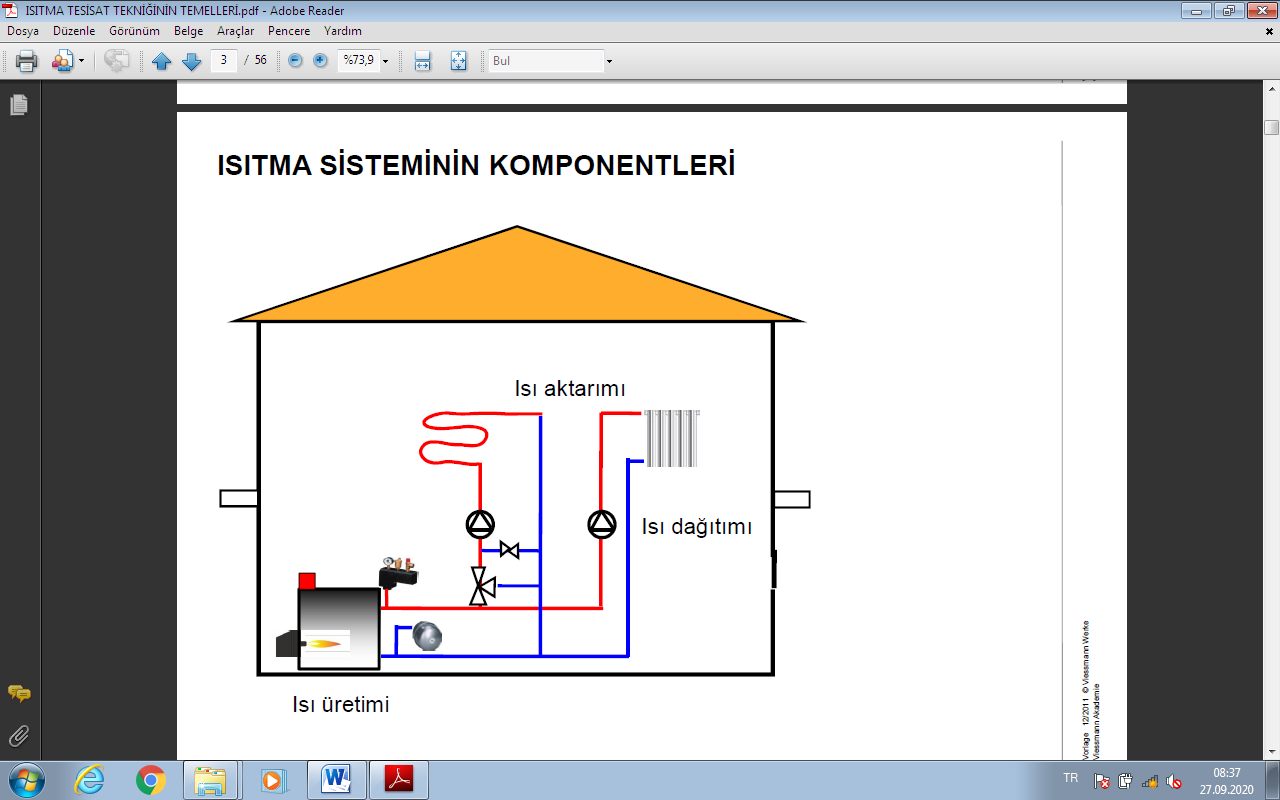 ISITMA TESİSAT TEKNİĞİNİN TEMELLERİ.pdf - Adobe Reader
Dosya Düzenle Görünüm Belge Araçlar Pencere Yardım
3 / 56 %73,9 Bul
ISITMA SİSTEMİNİN KOMPONENTLERİ
Isı aktarımı
Isı dağıtımı
Isı üretimi
Vorlage 12/2011 © Viessmann Werke
Viessmann Akademie
TR
08:37
27.09.2020